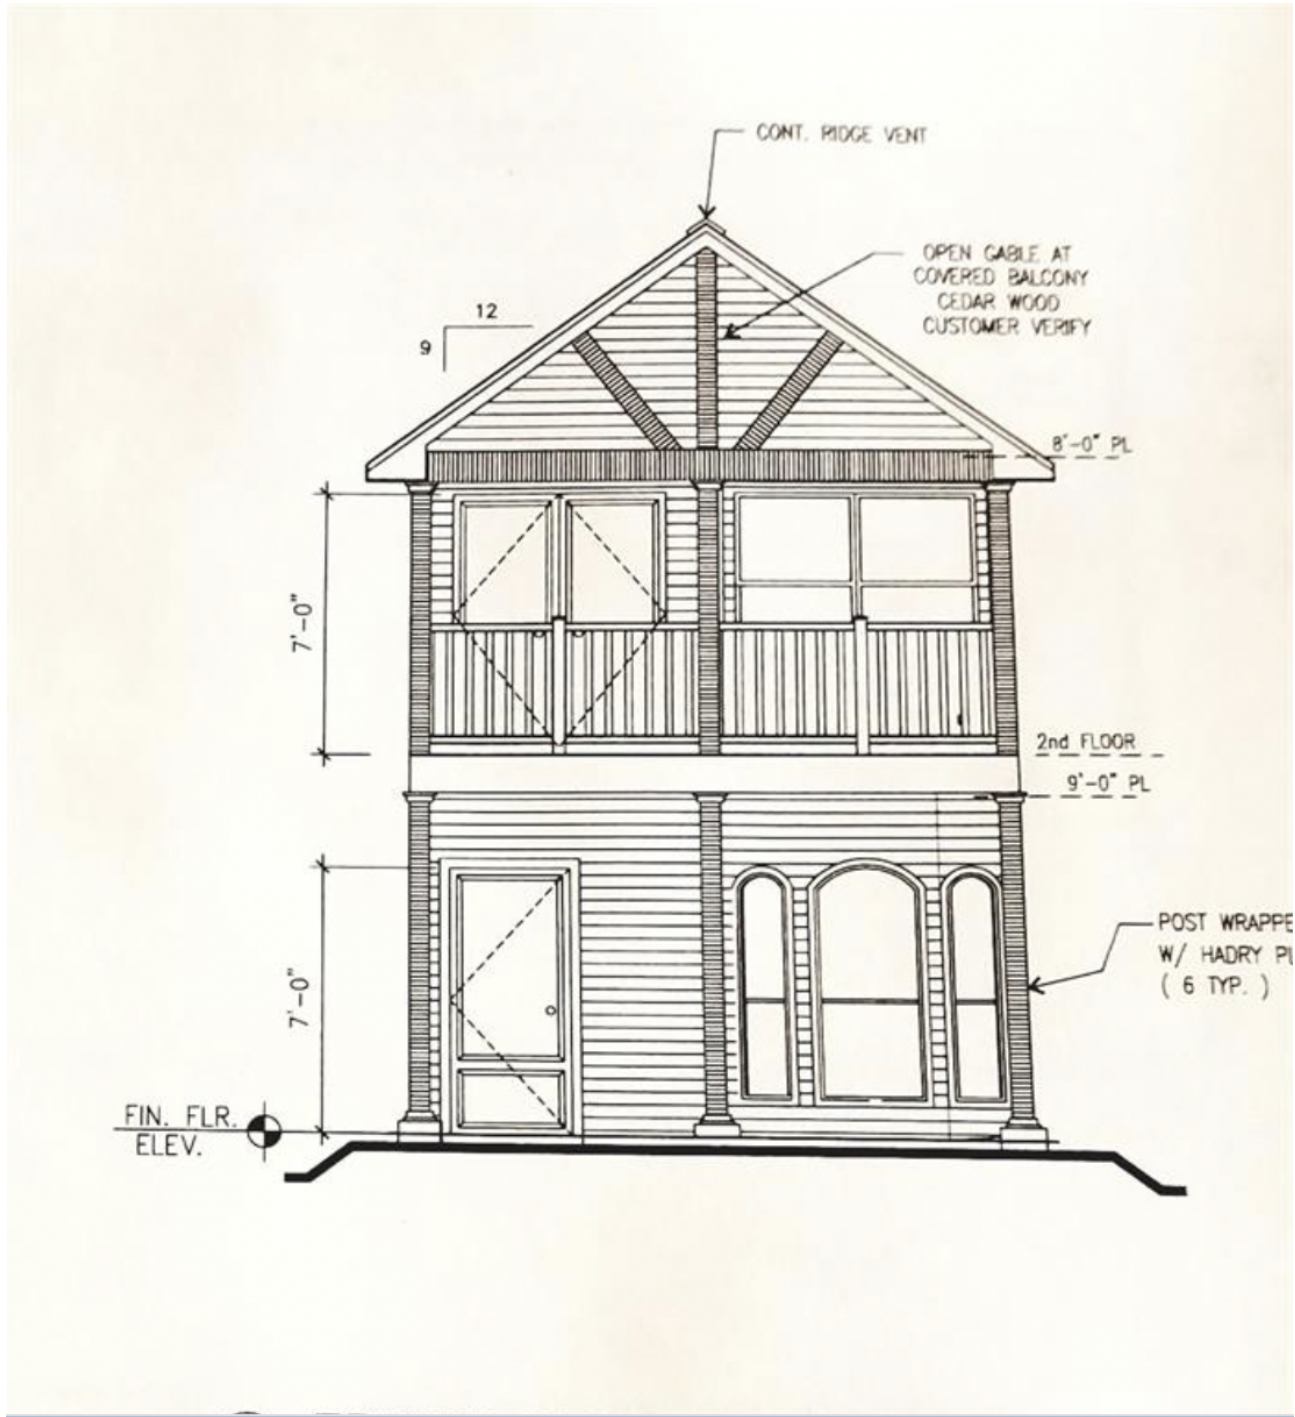 CONT. RIDGE VENT
OPEN GABLE AT
COVERED BALCONY
CEDAR WOOD
CUSTOMER VERIFY
12
9
8'-0" PL
7'-0"
2nd FLOOR
9'-0" PL
7'-0"
POST WRAPPE
W/ HADRY PL
( 6 TYP. )
FIN. FLR.
ELEV.